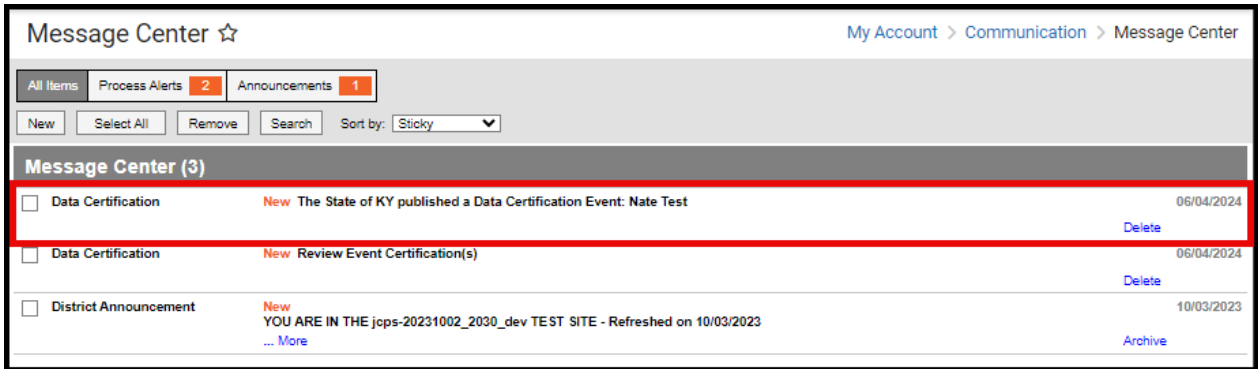 Message Center
My Account > Communication > Message Center
All Items Process Alerts 2 Announcements 1
New Select All Remove Search Sort by: Sticky
Message Center (3)
Data Certification New The State of KY published a Data Certification Event: Nate Test 06/04/2024
Delete
Data Certification New Review Event Certification(s) 06/04/2024
Delete
District Announcement New 10/03/2023
YOU ARE IN THE jcps-20231002_2030_dev TEST SITE - Refreshed on 10/03/2023
... More Archive